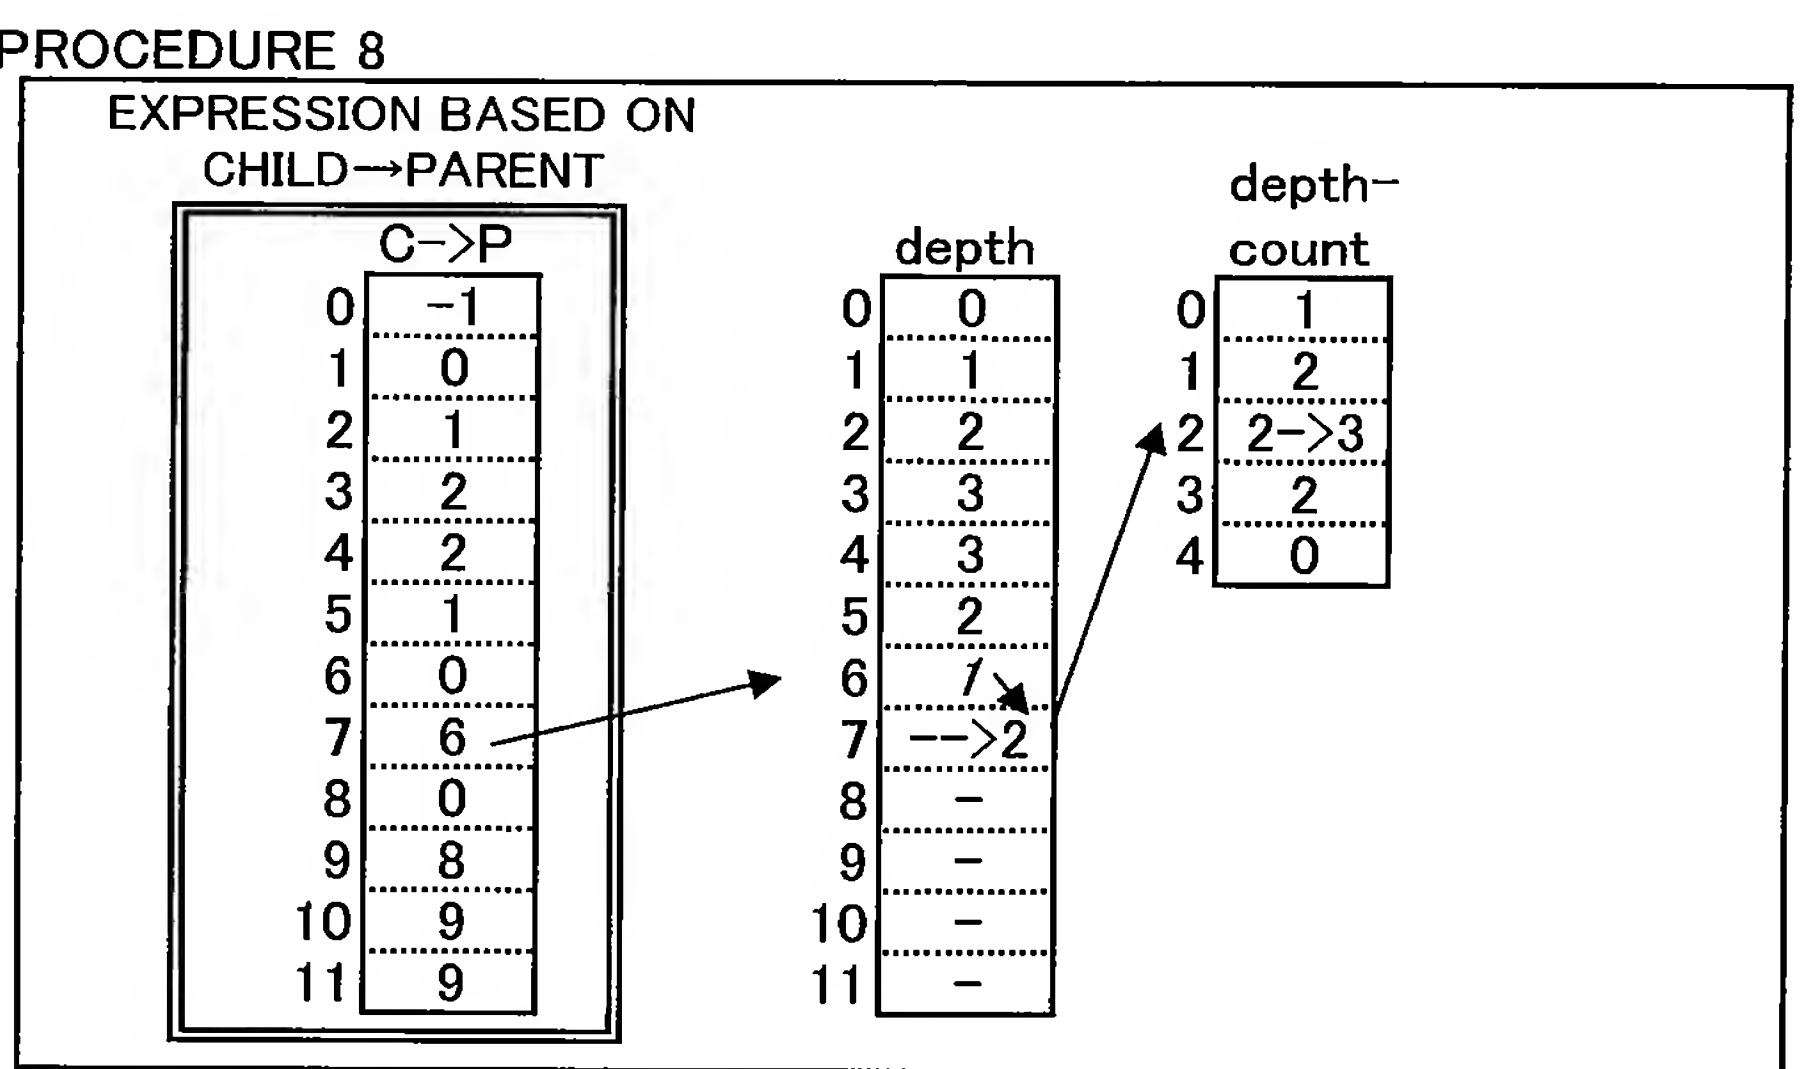 PROCEDURE 8
EXPRESSION BASED ON
CHILD→PARENT
depth-
C->P depth count
0 -1 0 0 0 1
1 0 1 1 1 2
2 1 2 2 2 2->3
3 2 3 3 3 2
4 2 4 3 4 0
5 1 5 2
6 0 6 1
7 6 7 -->2
8 0 8 -
9 8 9 -
10 9 10 -
11 9 11 -